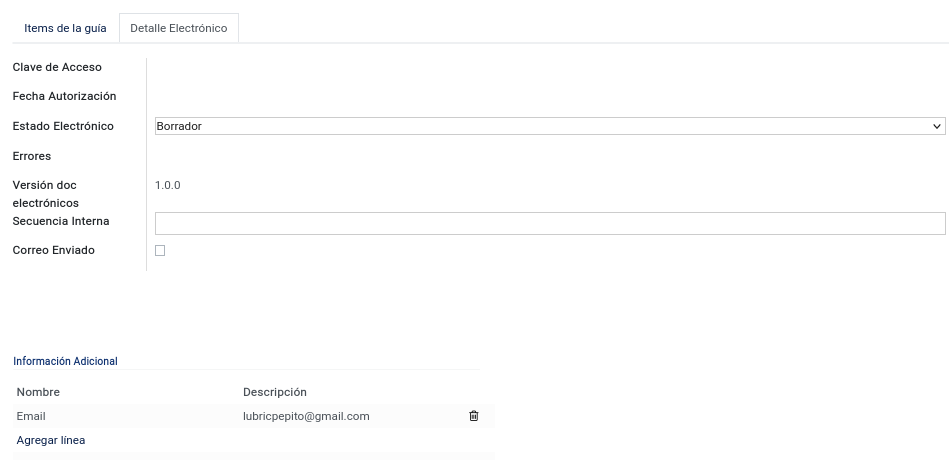 Items de la guía
Detalle Electrónico
Clave de Acceso
Fecha Autorización
Estado Electrónico
Borrador
Errores
Versión doc
electrónicos
1.0.0
Secuencia Interna
Correo Enviado
Información Adicional
Nombre Descripción
Email lubricpepito@gmail.com
Agregar línea